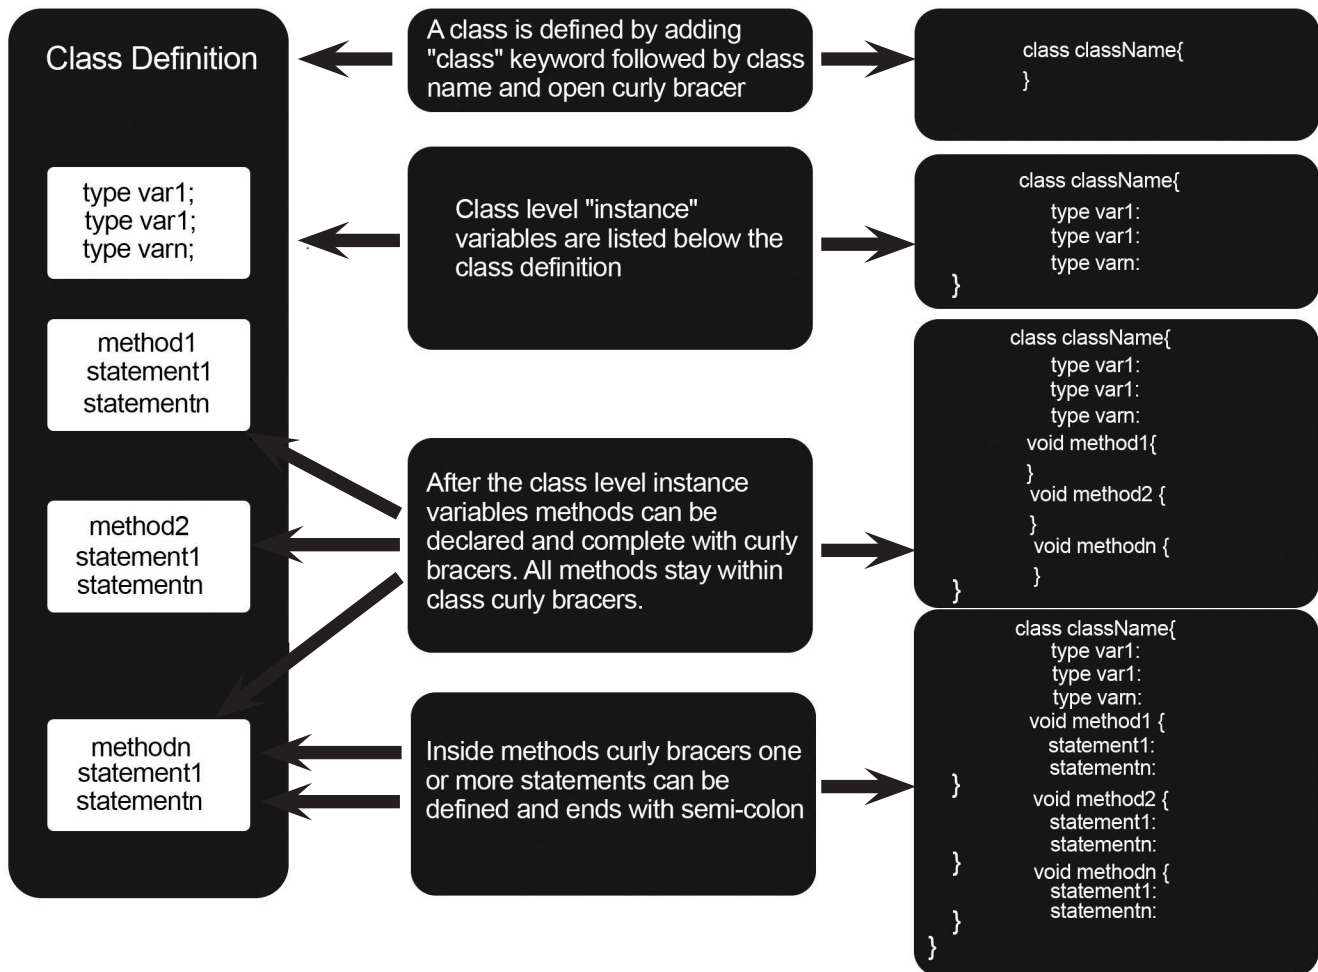 Class Definition
type var1;
type var1;
type varn;
method1
statement1
statementn
method2
statement1
statementn
methodn
statement1
statementn
A class is defined by adding
"class" keyword followed by class
name and open curly bracer
Class level "instance"
variables are listed below the
class definition
After the class level instance
variables methods can be
declared and complete with curly
bracers. All methods stay within
class curly bracers.
Inside methods curly bracers one
or more statements can be
defined and ends with semi-colon
class className{
}
class className{
type var1:
type var1:
type varn:
}
class className{
type var1:
type var1:
type varn:
void method1{
}
void method2 {
}
void methodn {
}
}
class className{
type var1:
type var1:
type varn:
void method1 {
statement1:
statementn:
}
void method2 {
statement1:
statementn:
}
void methodn {
statement1:
statementn:
}
}